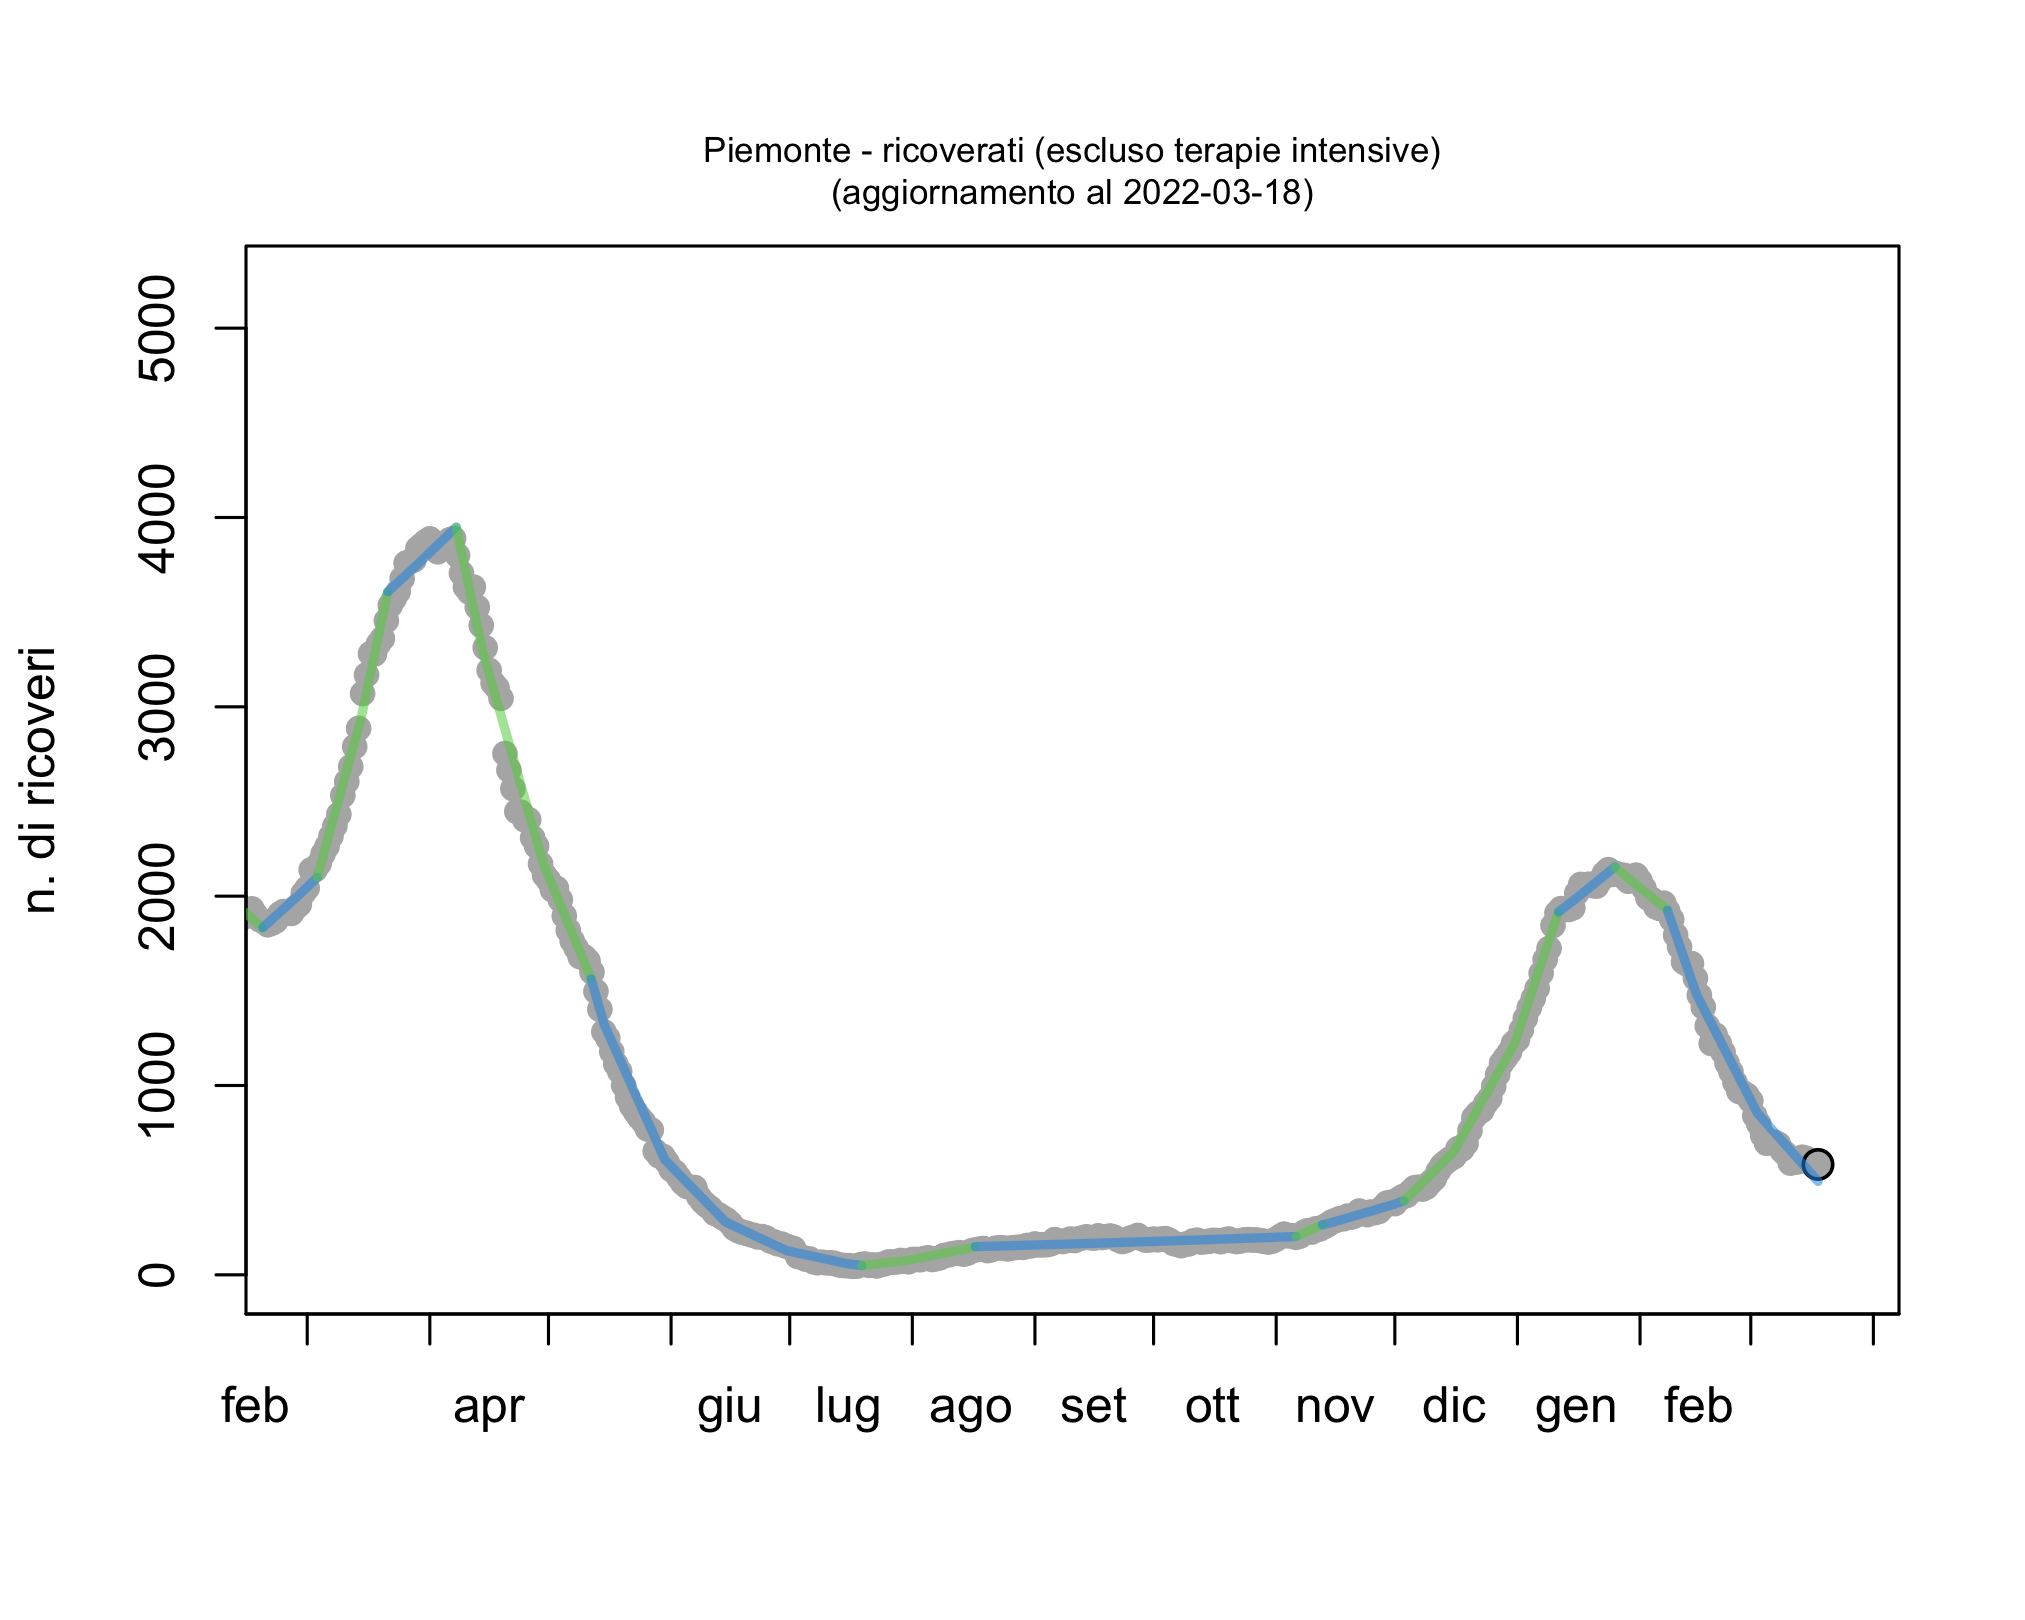 Piemonte - ricoverati (escluso terapie intensive)
(aggiornamento al 2022-03-18)
n. di ricoveri
5000
4000
3000
2000
1000
0
feb apr giu lug ago set ott nov dic gen feb